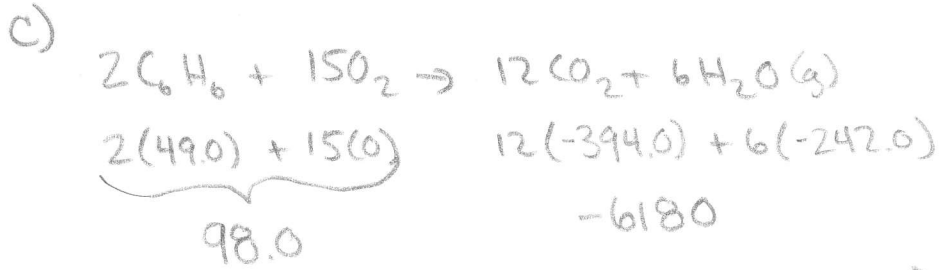 c)
2C₆H₆ + 15O₂ → 12CO₂ + 6H₂O(g)
2(49.0) + 15(0) 12(-394.0) + 6(-242.0)
98.0 -6180